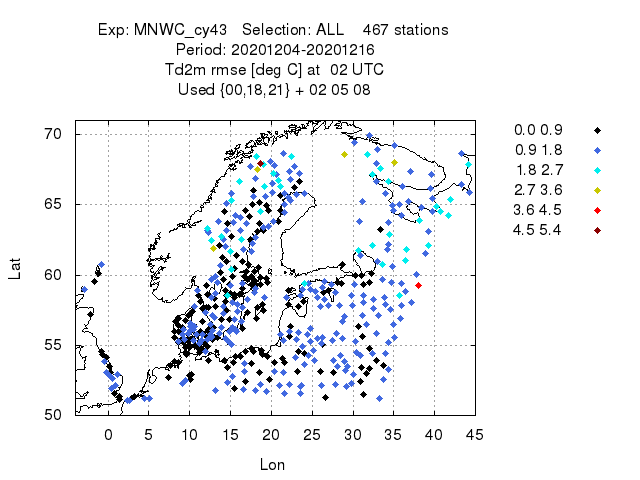 Exp: MNWC_cy43 Selection: ALL 467 stations
Period: 20201204-20201216
Td2m rmse [deg C] at 02 UTC
Used {00,18,21} + 02 05 08
70
65
60
55
50
Lat
0 5 10 15 20 25 30 35 40 45
Lon
0.0 0.9
0.9 1.8
1.8 2.7
2.7 3.6
3.6 4.5
4.5 5.4